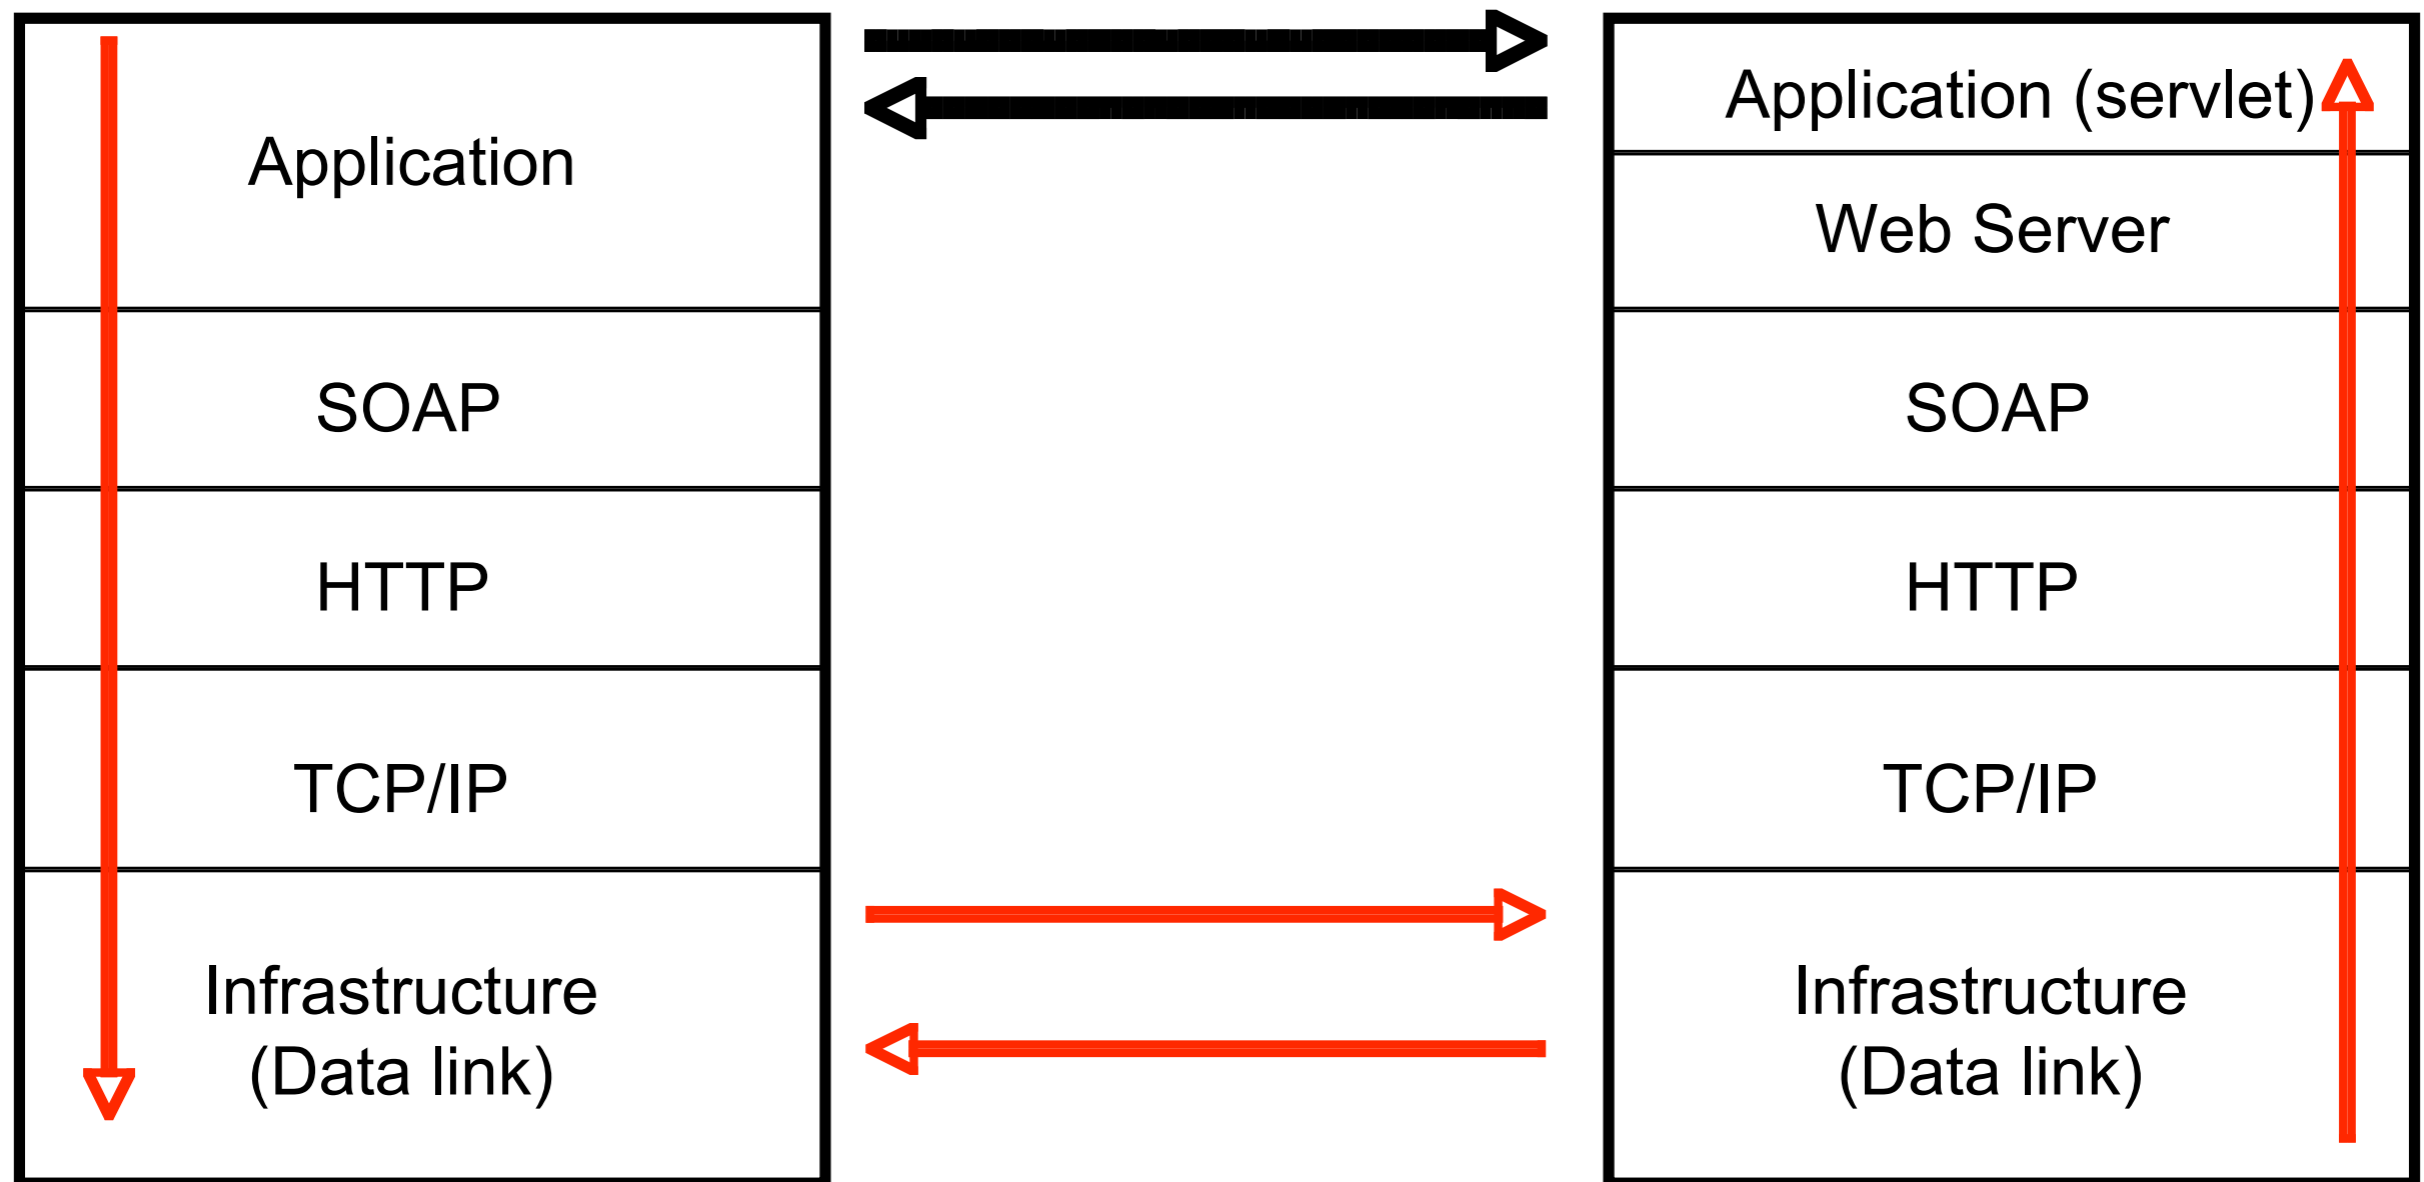 Application
SOAP
HTTP
TCP/IP
Infrastructure
(Data link)
Application (servlet)
Web Server
SOAP
HTTP
TCP/IP
Infrastructure
(Data link)